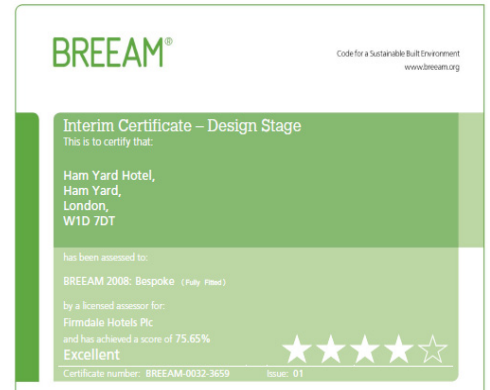 BREEAM®
Code for a Sustainable Built Environment
www.breeam.org
Interim Certificate – Design Stage
This is to certify that:
Ham Yard Hotel,
Ham Yard,
London,
W1D 7DT
has been assessed to:
BREEAM 2008: Bespoke (Fully Fitted)
by a licensed assessor for:
Firmdale Hotels Plc
and has achieved a score of 75.65%
Excellent
Certificate number: BREEAM-0032-3659 Issue: 01